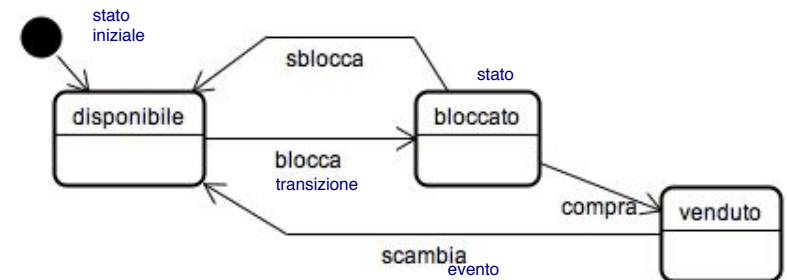 stato
iniziale
sblocca
stato
disponibile
bloccato
blocca
transizione
compra
venduto
scambia
evento